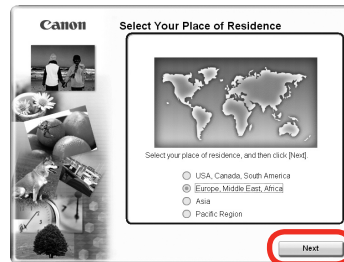 Canon
Select Your Place of Residence
Select your place of residence, and then click [Next].
USA, Canada, South America
Europe, Middle East, Africa
Asia
Pacific Region
Next